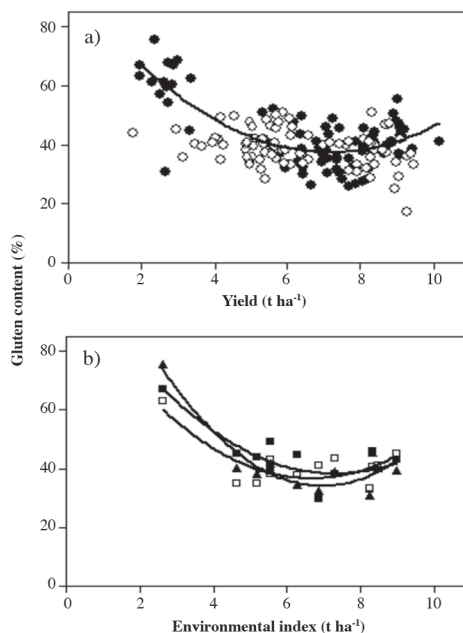 Gluten content (%)
a)
80
60
40
20
0
0 2 4 6 8 10
Yield (t ha⁻¹)
b)
80
60
40
20
0
0 2 4 6 8 10
Environmental index (t ha⁻¹)